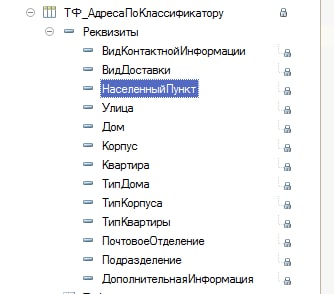 ТФ_АдресаПоКлассификатору
Реквизиты
ВидКонтактнойИнформации
ВидДоставки
НаселенныйПункт
Улица
Дом
Корпус
Квартира
ТипДома
ТипКорпуса
ТипКвартиры
ПочтовоеОтделение
Подразделение
ДополнительнаяИнформация